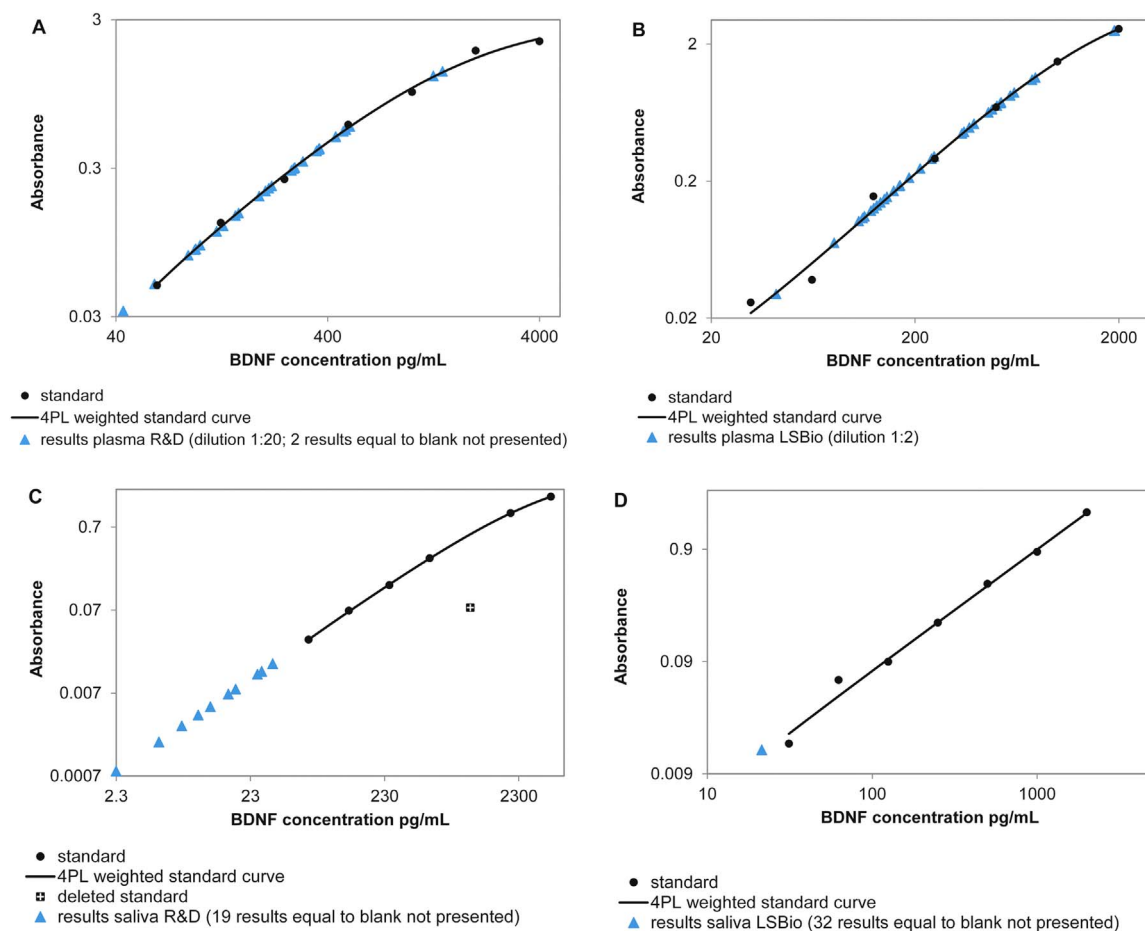 A
3
0.3
0.03
Absorbance
40
400
4000
BDNF concentration pg/mL
standard
4PL weighted standard curve
results plasma R&D (dilution 1:20; 2 results equal to blank not presented)
B
2
0.2
0.02
Absorbance
20
200
2000
BDNF concentration pg/mL
standard
4PL weighted standard curve
results plasma LSBio (dilution 1:2)
C
0.7
0.07
0.007
0.0007
Absorbance
2.3
23
230
2300
BDNF concentration pg/mL
standard
4PL weighted standard curve
deleted standard
results saliva R&D (19 results equal to blank not presented)
D
0.9
0.09
0.009
Absorbance
10
100
1000
BDNF concentration pg/mL
standard
4PL weighted standard curve
results saliva LSBio (32 results equal to blank not presented)